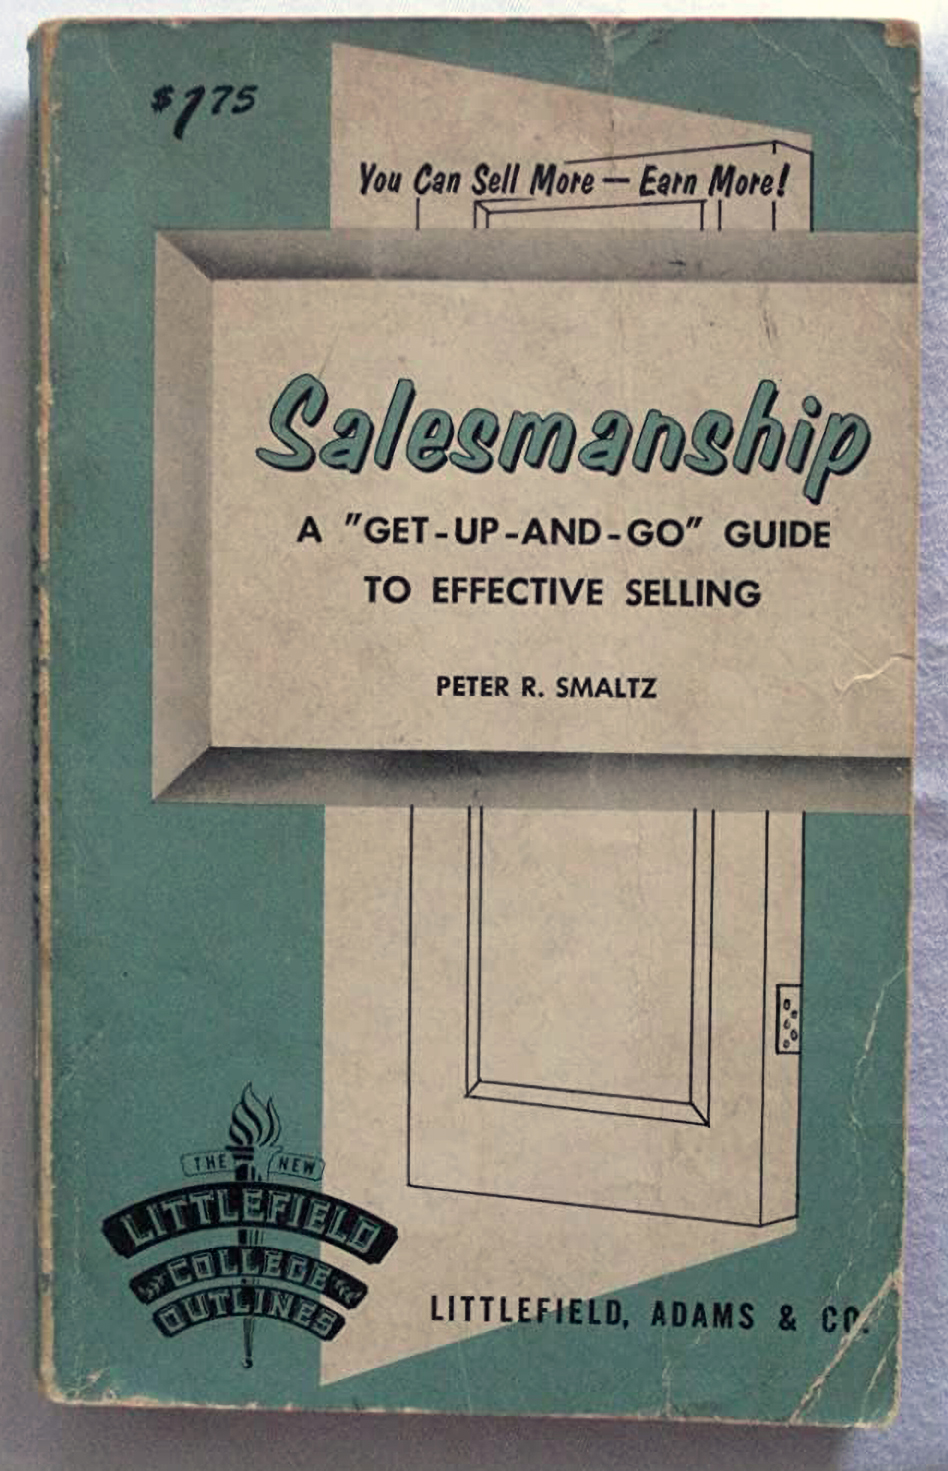 $1.75
You Can Sell More — Earn More!
Salesmanship
A "GET-UP-AND-GO" GUIDE
TO EFFECTIVE SELLING
PETER R. SMALTZ
THE NEW
LITTLEFIELD
COLLEGE
OUTLINES
LITTLEFIELD, ADAMS & CO.